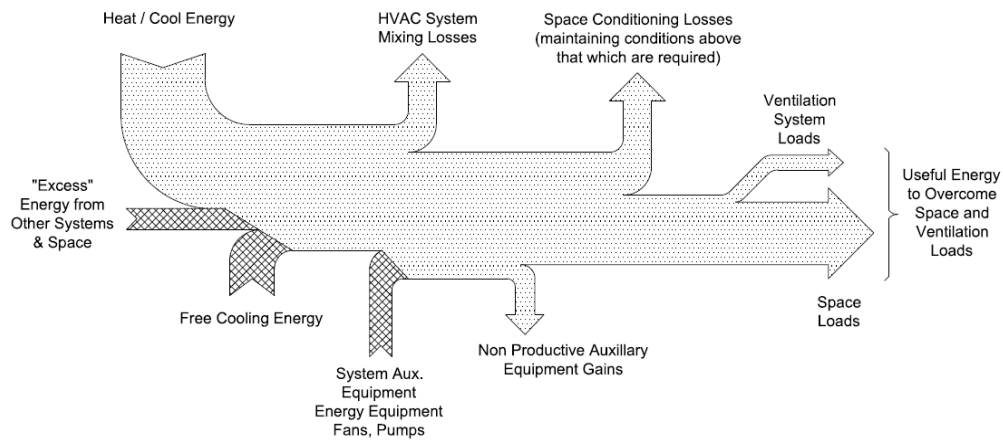 Heat / Cool Energy
HVAC System
Mixing Losses
Space Conditioning Losses
(maintaining conditions above
that which are required)
Ventilation
System
Loads
"Excess"
Energy from
Other Systems
& Space
Useful Energy
to Overcome
Space and
Ventilation
Loads
Free Cooling Energy
Space
Loads
Non Productive Auxillary
Equipment Gains
System Aux.
Equipment
Energy Equipment
Fans, Pumps